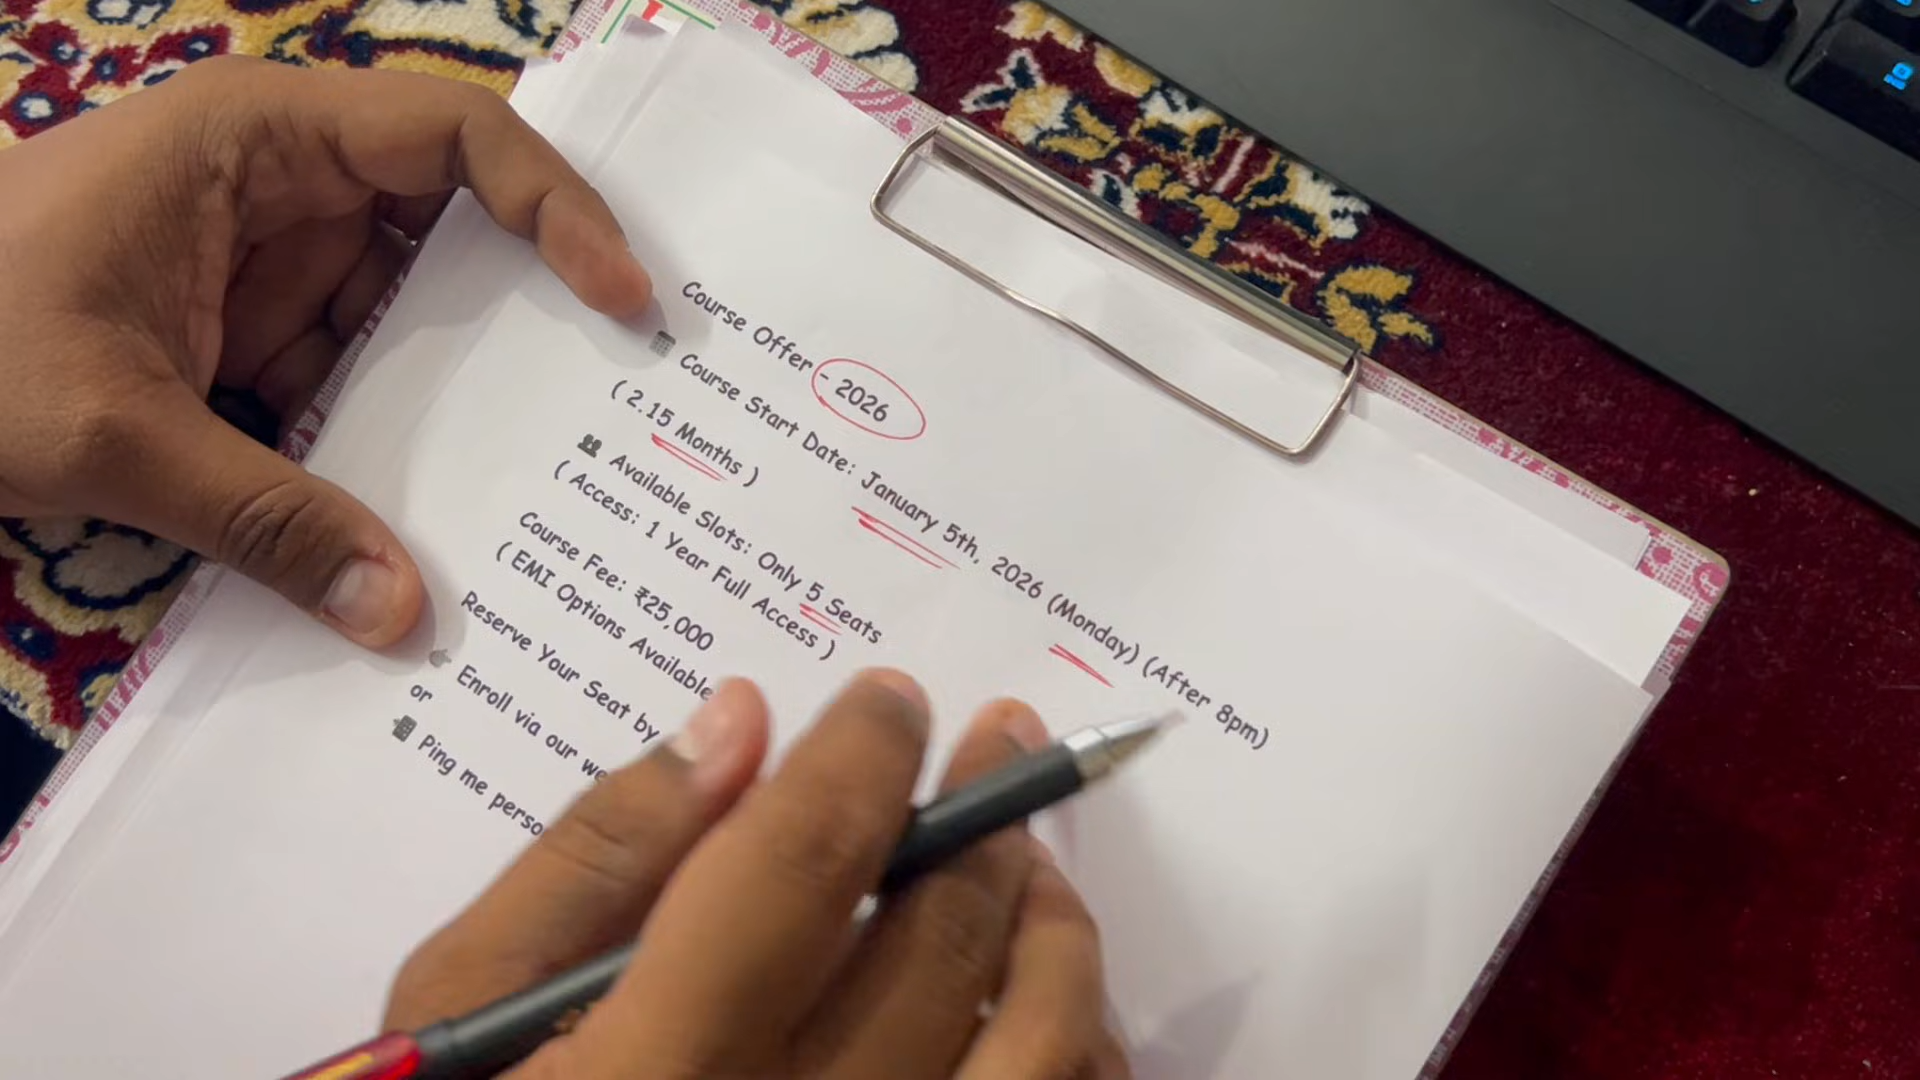 Course Offer - 2026
Course Start Date: January 5th, 2026 (Monday) (After 8pm)
( 2.15 Months )
Available Slots: Only 5 Seats
( Access: 1 Year Full Access )
Course Fee: ₹25,000
( EMI Options Available
Reserve Your Seat by
Enroll via our
or
Ping me